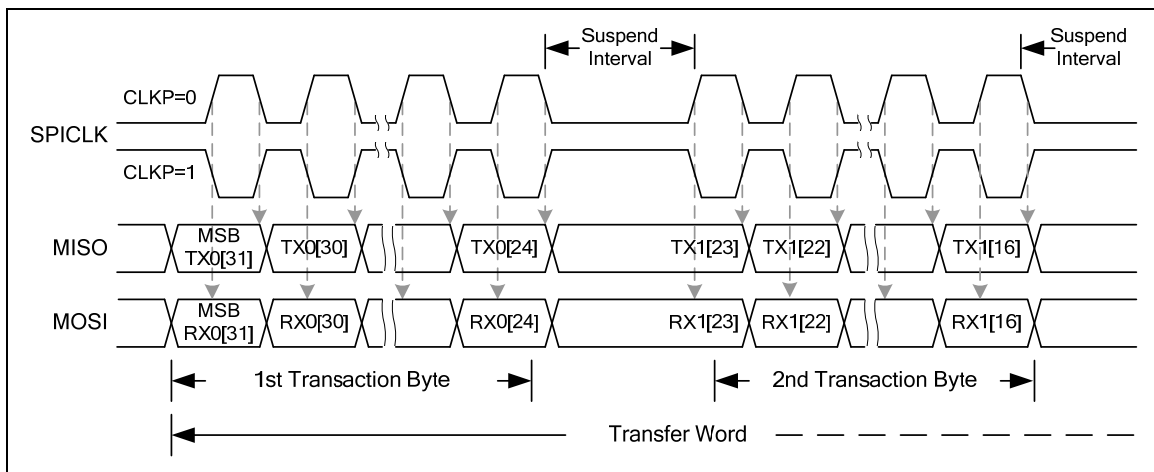 Suspend
Interval
Suspend
Interval
CLKP=0
SPICLK
CLKP=1
MISO
MSB
TX0[31]
TX0[30]
TX0[24]
TX1[23]
TX1[22]
TX1[16]
MOSI
MSB
RX0[31]
RX0[30]
RX0[24]
RX1[23]
RX1[22]
RX1[16]
1st Transaction Byte
2nd Transaction Byte
Transfer Word